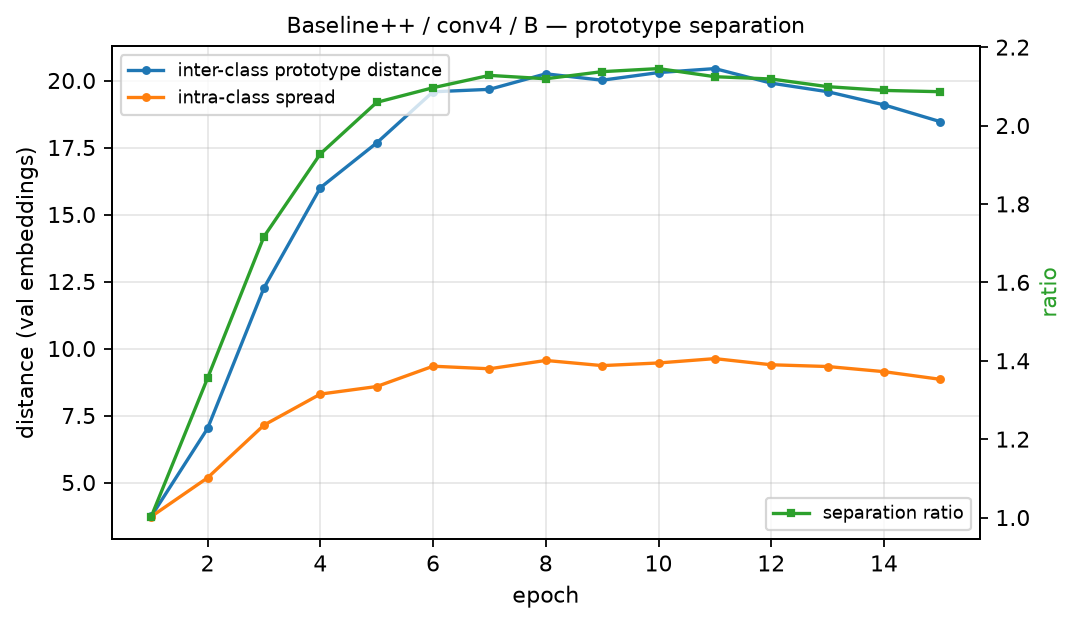 Baseline++ / conv4 / B — prototype separation
inter-class prototype distance
intra-class spread
separation ratio
distance (val embeddings)
20.0
17.5
15.0
12.5
10.0
7.5
5.0
2.2
2.0
1.8
1.6
1.4
1.2
1.0
ratio
2 4 6 8 10 12 14
epoch